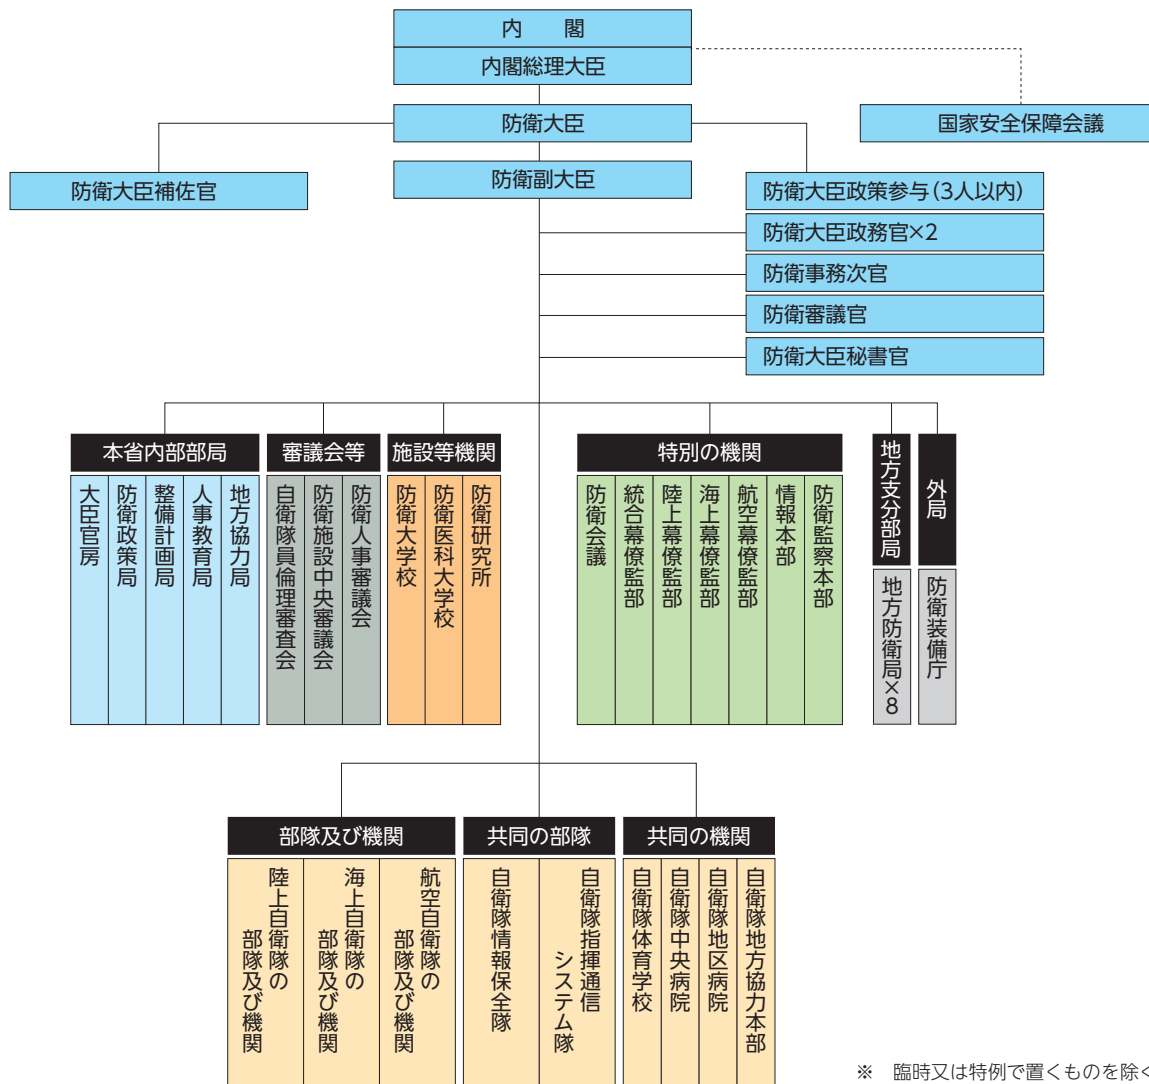 内　閣
内閣総理大臣
防衛大臣
国家安全保障会議
防衛大臣補佐官
防衛副大臣
防衛大臣政策参与(3人以内)
防衛大臣政務官×2
防衛事務次官
防衛審議官
防衛大臣秘書官
本省内部部局
大臣官房
防衛政策局
整備計画局
人事教育局
地方協力局
審議会等
自衛隊員倫理審査会
防衛施設中央審議会
防衛人事審議会
施設等機関
防衛大学校
防衛医科大学校
防衛研究所
特別の機関
防衛会議
統合幕僚監部
陸上幕僚監部
海上幕僚監部
航空幕僚監部
情報本部
防衛監察本部
地方支分部局
地方防衛局×8
外局
防衛装備庁
部隊及び機関
陸上自衛隊の
部隊及び機関
海上自衛隊の
部隊及び機関
航空自衛隊の
部隊及び機関
共同の部隊
自衛隊情報保全隊
自衛隊指揮通信
システム隊
共同の機関
自衛隊体育学校
自衛隊中央病院
自衛隊地区病院
自衛隊地方協力本部
※　臨時又は特例で置くものを除く